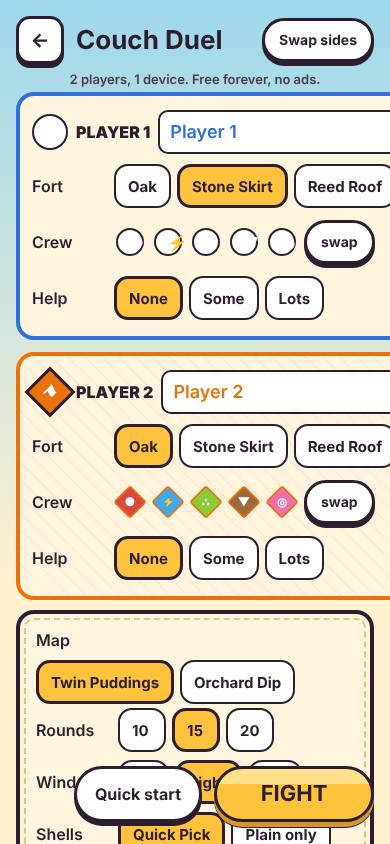 Couch Duel
Swap sides
2 players, 1 device. Free forever, no ads.
PLAYER 1
Player 1
Fort
Oak
Stone Skirt
Reed Roof
Crew
swap
Help
None
Some
Lots
PLAYER 2
Player 2
Fort
Oak
Stone Skirt
Reed Roof
Crew
swap
Help
None
Some
Lots
Map
Twin Puddings
Orchard Dip
Rounds
10
15
20
Wind
Quick start
FIGHT
Shells
Quick Pick
Plain only